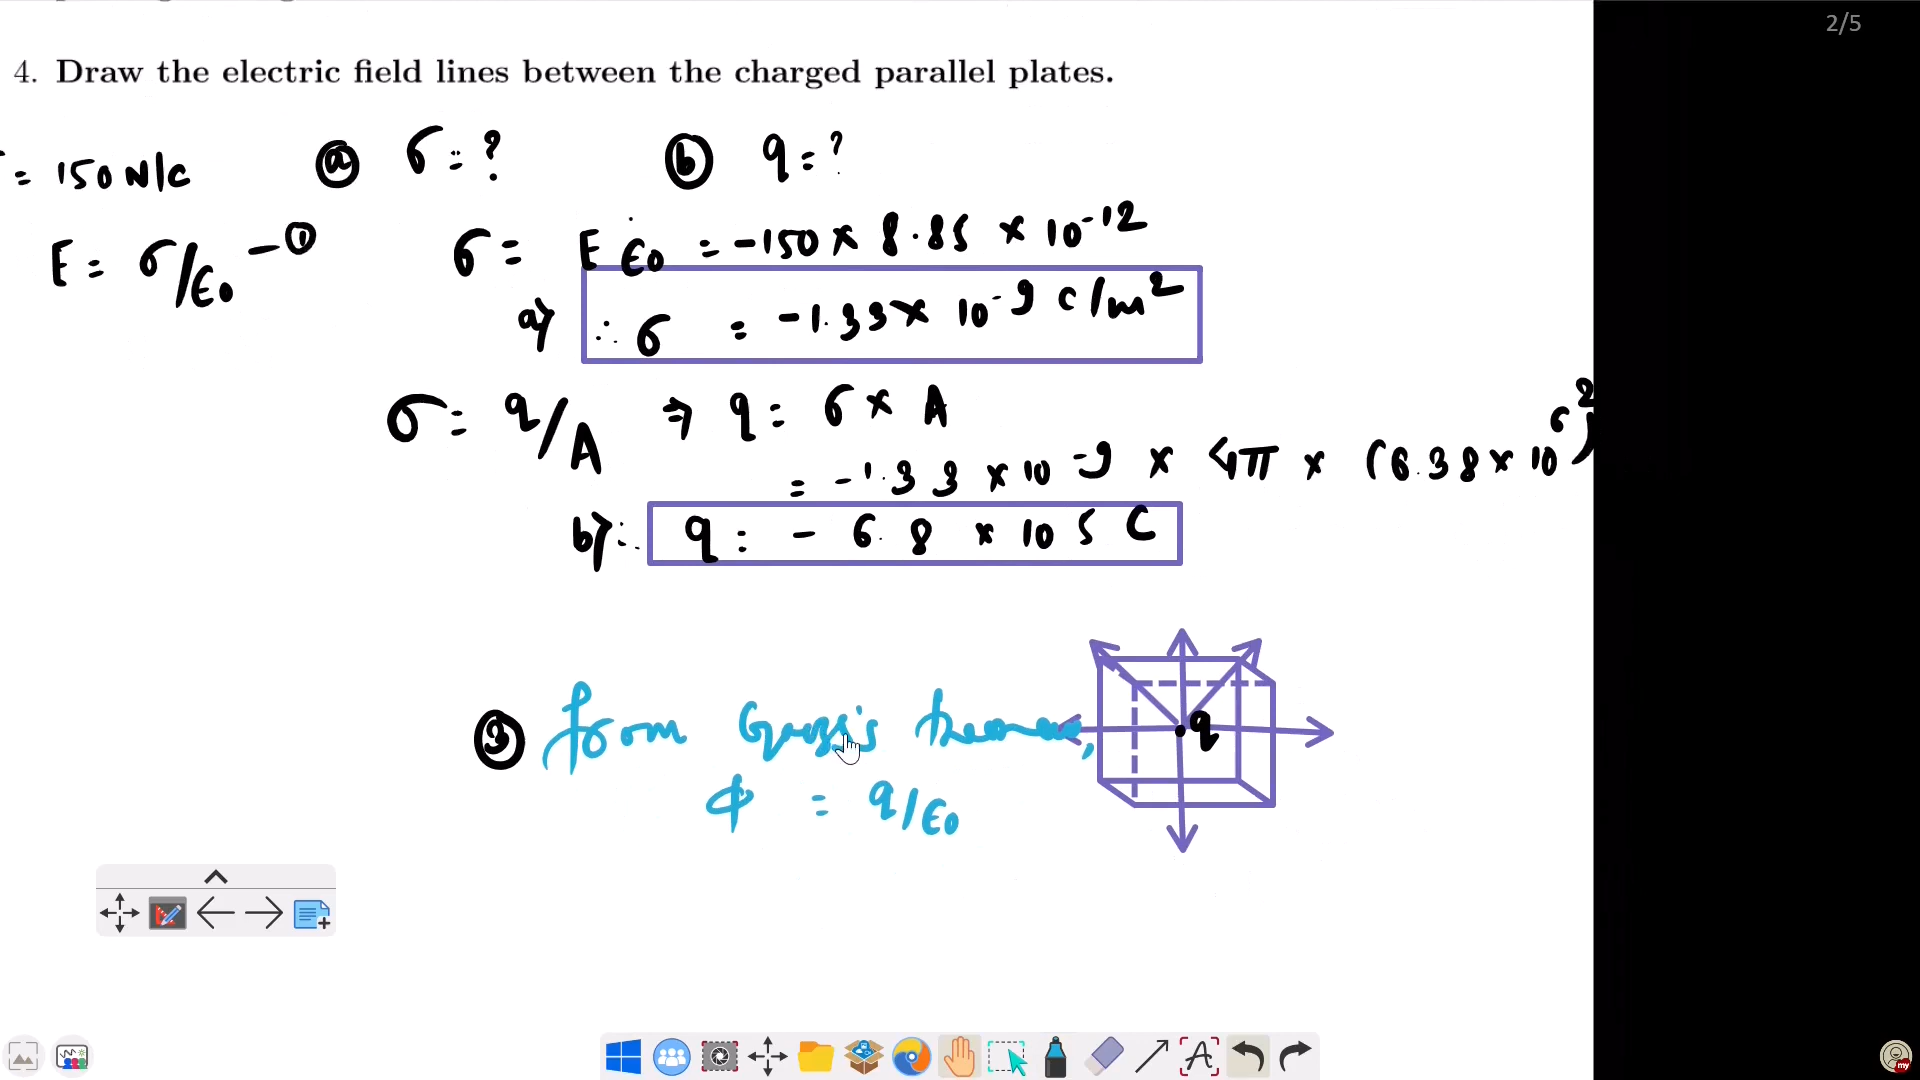 2/5
4. Draw the electric field lines between the charged parallel plates.
= 150 N/C   ⓐ σ = ?   ⓑ q = ?
E = σ/ε₀ — ①   σ = E ε₀ = -150 × 8.85 × 10⁻¹²
a) ∴ σ = -1.33 × 10⁻⁹ C/m²
σ = q/A ⇒ q = σ × A
= -1.33 × 10⁻⁹ × 4π × (6.38 × 10⁶)²
b) ∴ q = - 6.8 × 10⁵ C
③ from Gauss's theorem,
q
ϕ = q/ε₀